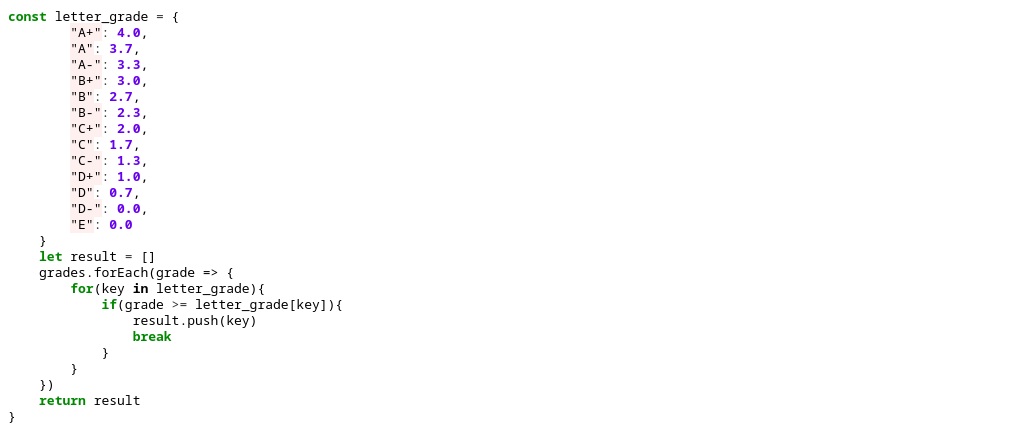 const letter_grade = {
        "A+": 4.0,
        "A": 3.7,
        "A-": 3.3,
        "B+": 3.0,
        "B": 2.7,
        "B-": 2.3,
        "C+": 2.0,
        "C": 1.7,
        "C-": 1.3,
        "D+": 1.0,
        "D": 0.7,
        "D-": 0.0,
        "E": 0.0
    }
    let result = []
    grades.forEach(grade => {
        for(key in letter_grade){
            if(grade >= letter_grade[key]){
                result.push(key)
                break
            }
        }
    })
    return result
}